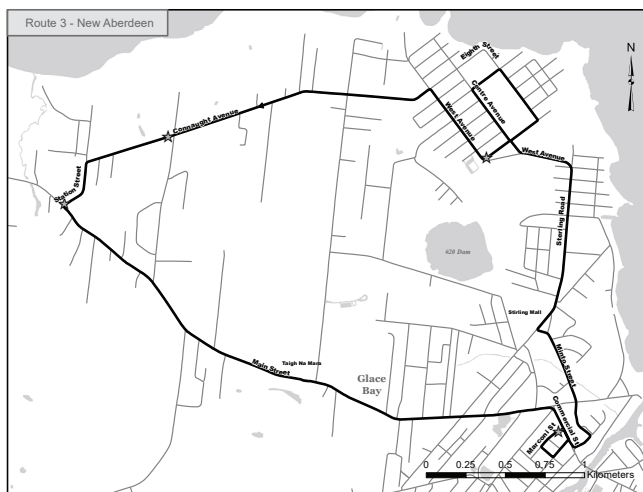 Route 3 - New Aberdeen
N
Eighth Street
Centre Avenue
West Avenue
Connaught Avenue
West Avenue
Station Street
Sterling Road
420 Dam
Stirling Mall
Minto Street
Taigh Na Mara
Main Street
Glace
Bay
Commercial St
Marconi St
0 0.25 0.5 0.75 1
Kilometers